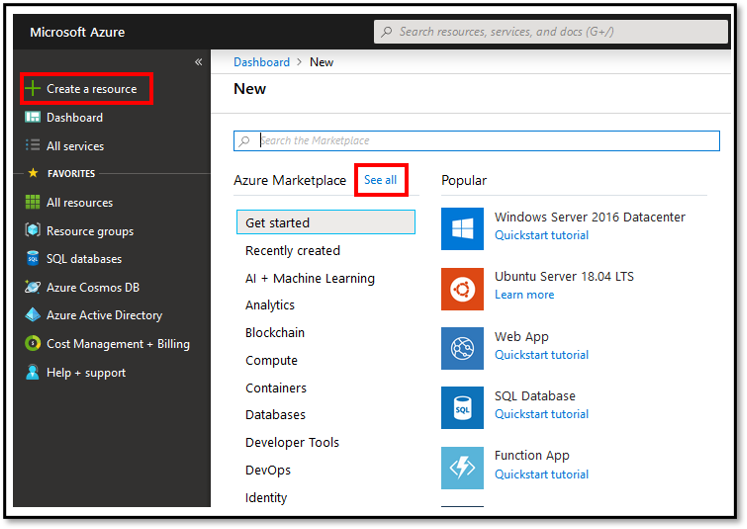 Microsoft Azure
Search resources, services, and docs (G+/)
«
Create a resource
Dashboard
All services
FAVORITES
All resources
Resource groups
SQL databases
Azure Cosmos DB
Azure Active Directory
Cost Management + Billing
Help + support
Dashboard > New
New
Search the Marketplace
Azure Marketplace See all
Get started
Recently created
AI + Machine Learning
Analytics
Blockchain
Compute
Containers
Databases
Developer Tools
DevOps
Identity
Popular
Windows Server 2016 Datacenter
Quickstart tutorial
Ubuntu Server 18.04 LTS
Learn more
Web App
Quickstart tutorial
SQL
SQL Database
Quickstart tutorial
Function App
Quickstart tutorial